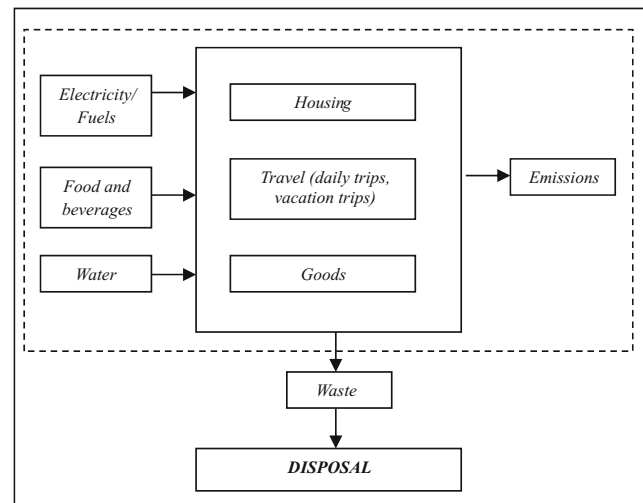 Electricity/
Fuels
Housing
Food and
beverages
Travel (daily trips,
vacation trips)
Emissions
Water
Goods
Waste
DISPOSAL